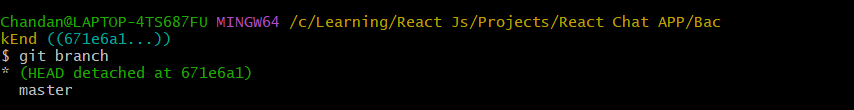 Chandan@LAPTOP-4TS687FU MINGW64 /c/Learning/React Js/Projects/React Chat APP/Bac
kEnd ((671e6a1...))
$ git branch
* (HEAD detached at 671e6a1)
  master